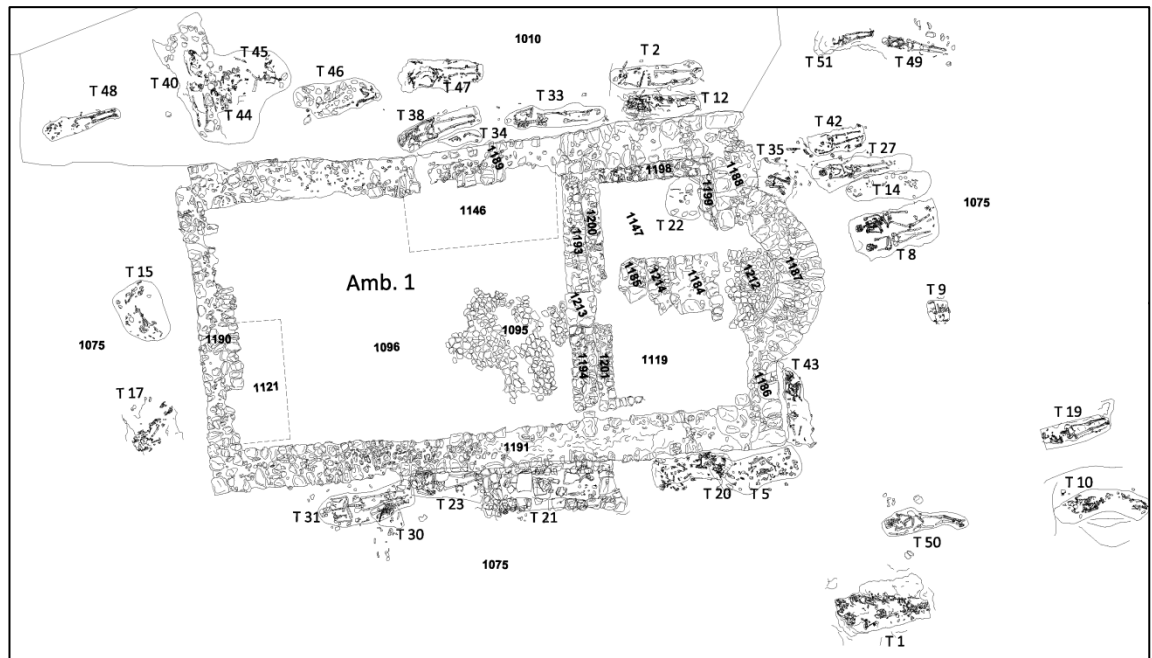 1010
T 45
T 2
T 51
T 49
T 40
T 46
T 47
T 48
T 44
T 38
T 33
T 12
T 34
T 42
1189
T 35
T 27
1198
1188
T 14
1199
1146
1200
1147
1075
T 22
1193
T 8
Amb. 1
T 15
1185
1214
1184
1212
1187
T 9
1213
1095
1190
1075
1096
1119
1121
1194
1201
T 43
1186
T 17
T 19
1191
T 10
T 20
T 5
T 23
T 31
T 21
T 30
T 50
1075
T 1